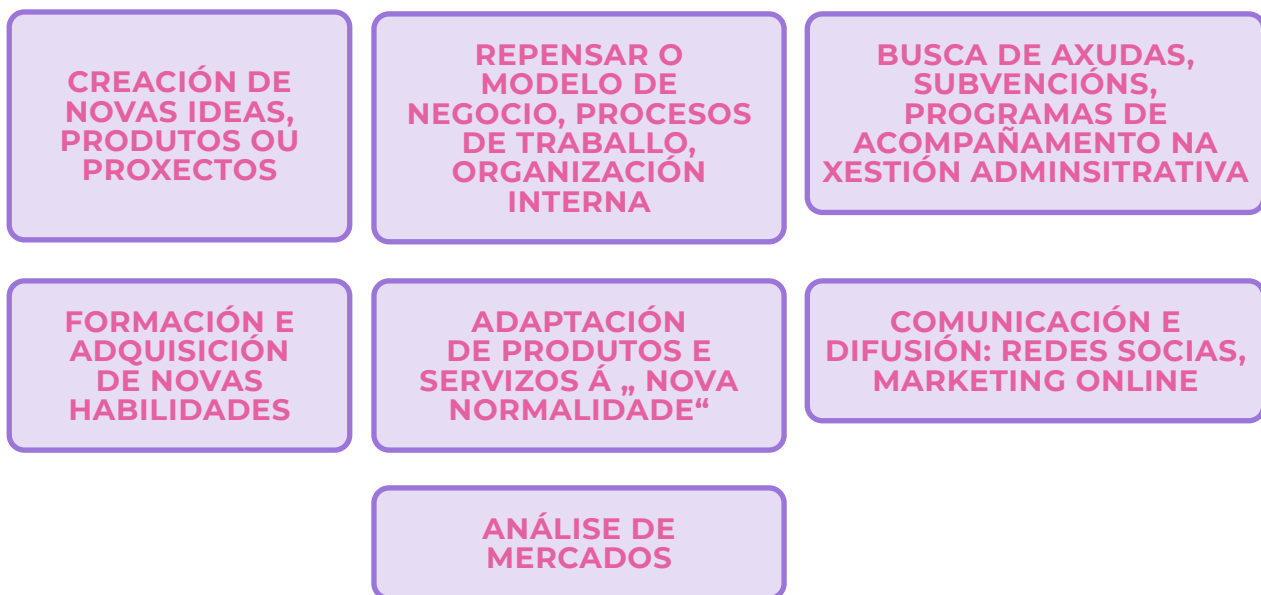 CREACIÓN DE
NOVAS IDEAS,
PRODUTOS OU
PROXECTOS
REPENSAR O
MODELO DE
NEGOCIO, PROCESOS
DE TRABALLO,
ORGANIZACIÓN
INTERNA
BUSCA DE AXUDAS,
SUBVENCIÓNS,
PROGRAMAS DE
ACOMPAÑAMENTO NA
XESTIÓN ADMINSITRATIVA
FORMACIÓN E
ADQUISICIÓN
DE NOVAS
HABILIDADES
ADAPTACIÓN
DE PRODUTOS E
SERVIZOS Á „ NOVA
NORMALIDADE“
COMUNICACIÓN E
DIFUSIÓN: REDES SOCIAS,
MARKETING ONLINE
ANÁLISE DE
MERCADOS